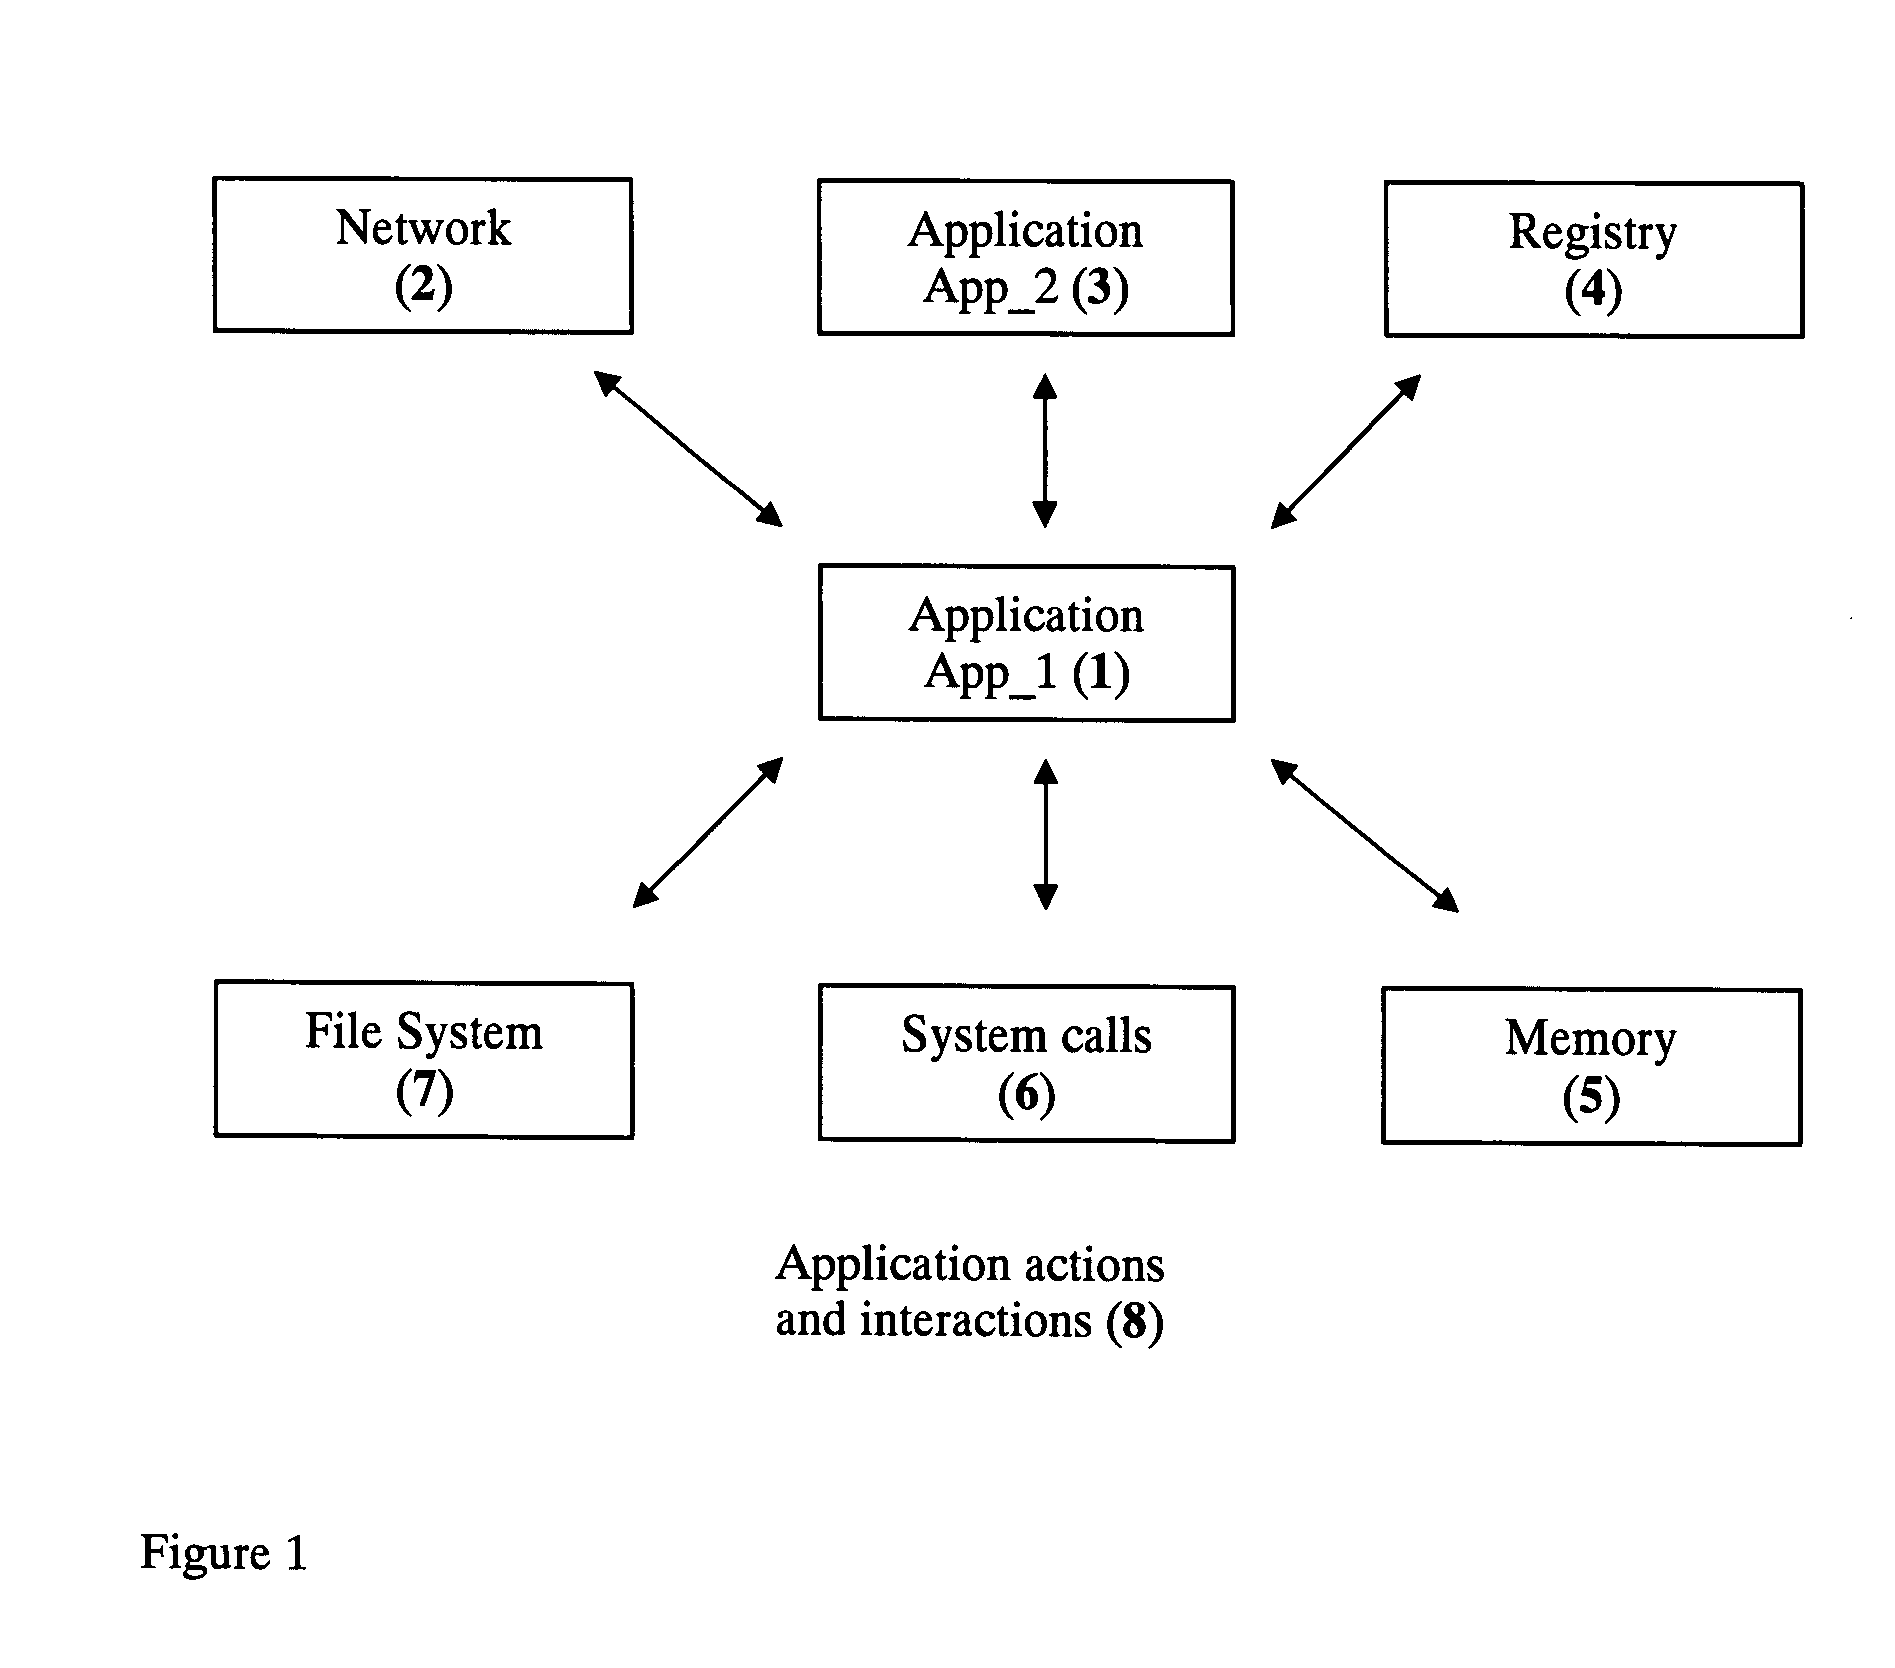 Network
(2)
Application
App_2 (3)
Registry
(4)
Application
App_1 (1)
File System
(7)
System calls
(6)
Memory
(5)
Application actions
and interactions (8)
Figure 1